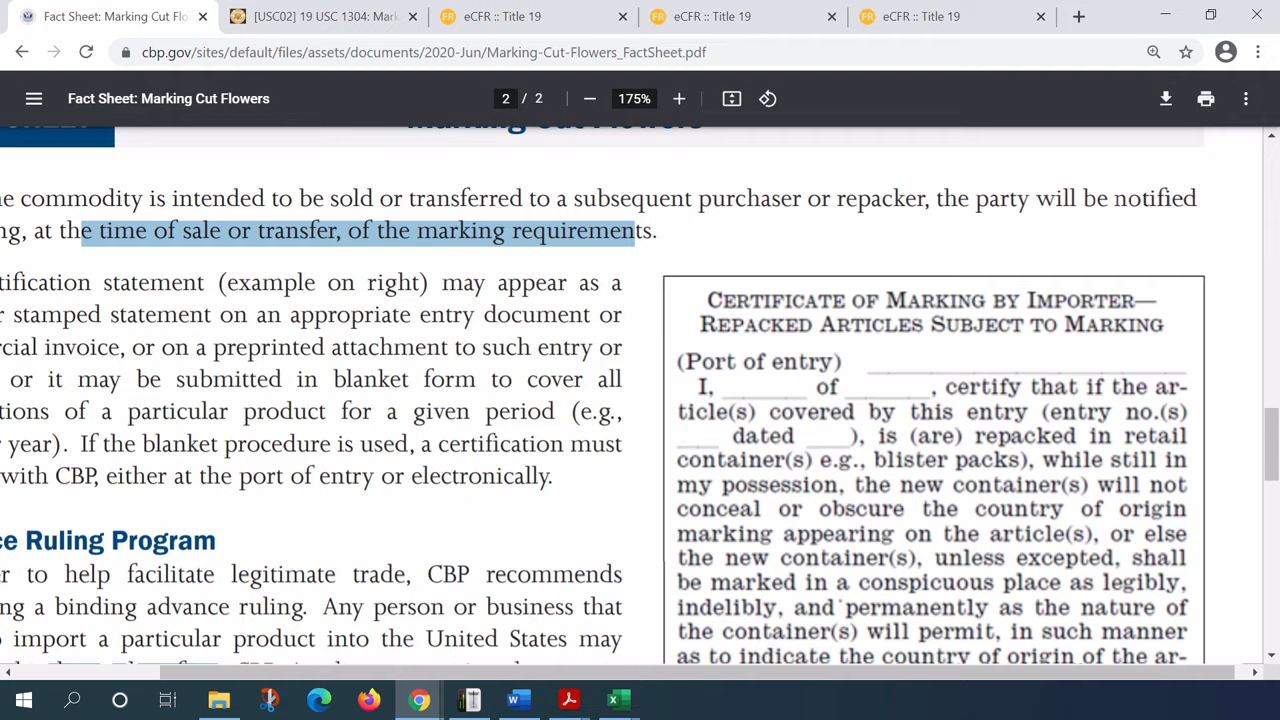 Fact Sheet: Marking Cut Flo
[USC02] 19 USC 1304: Mark
eCFR :: Title 19
eCFR :: Title 19
eCFR :: Title 19
cbp.gov/sites/default/files/assets/documents/2020-Jun/Marking-Cut-Flowers_FactSheet.pdf
Fact Sheet: Marking Cut Flowers
2 / 2
175%
Marking Cut Flowers
ne commodity is intended to be sold or transferred to a subsequent purchaser or repacker, the party will be notified
ng, at the time of sale or transfer, of the marking requirements.
tification statement (example on right) may appear as a
r stamped statement on an appropriate entry document or
rcial invoice, or on a preprinted attachment to such entry or
or it may be submitted in blanket form to cover all
tions of a particular product for a given period (e.g.,
r year). If the blanket procedure is used, a certification must
with CBP, either at the port of entry or electronically.
ce Ruling Program
er to help facilitate legitimate trade, CBP recommends
ng a binding advance ruling. Any person or business that
o import a particular product into the United States may
CERTIFICATE OF MARKING BY IMPORTER—
REPACKED ARTICLES SUBJECT TO MARKING
(Port of entry) ____________
I, ______ of ______, certify that if the ar-
ticle(s) covered by this entry (entry no.(s)
___ dated ___), is (are) repacked in retail
container(s) e.g., blister packs), while still in
my possession, the new container(s) will not
conceal or obscure the country of origin
marking appearing on the article(s), or else
the new container(s), unless excepted, shall
be marked in a conspicuous place as legibly,
indelibly, and permanently as the nature of
the container(s) will permit, in such manner
as to indicate the country of origin of the ar-